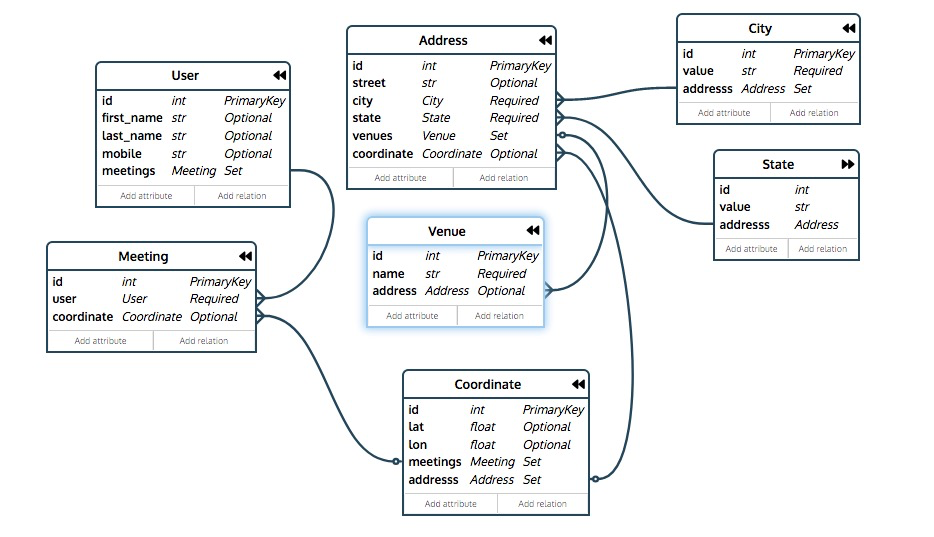 User
id int PrimaryKey
first_name str Optional
last_name str Optional
mobile str Optional
meetings Meeting Set
Add attribute Add relation
Address
id int PrimaryKey
street str Optional
city City Required
state State Required
venues Venue Set
coordinate Coordinate Optional
Add attribute Add relation
City
id int PrimaryKey
value str Required
addresss Address Set
Add attribute Add relation
State
id int
value str
addresss Address
Add attribute Add relation
Venue
id int PrimaryKey
name str Required
address Address Optional
Add attribute Add relation
Meeting
id int PrimaryKey
user User Required
coordinate Coordinate Optional
Add attribute Add relation
Coordinate
id int PrimaryKey
lat float Optional
lon float Optional
meetings Meeting Set
addresss Address Set
Add attribute Add relation